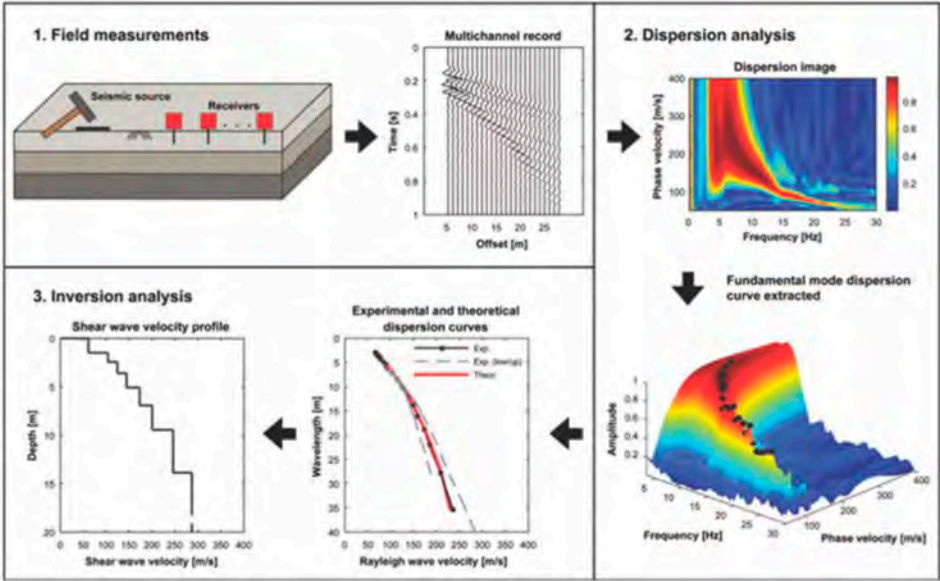 1. Field measurements
Seismic source
Receivers
Multichannel record
Time [s]
0
0.2
0.4
0.6
0.8
1
5 10 15 20 25
Offset [m]
2. Dispersion analysis
Dispersion image
Phase velocity [m/s]
400
300
200
100
0 5 10 15 20 25 30
Frequency [Hz]
0.8
0.6
0.4
0.2
Fundamental mode dispersion
curve extracted
Amplitude
1
0.8
0.6
0.4
0.2
5 10 15 20 25 30
Frequency [Hz]
100 200 300 400
Phase velocity [m/s]
3. Inversion analysis
Shear wave velocity profile
Depth [m]
0
5
10
15
20
0 50 100 150 200 250 300 350 400
Shear wave velocity [m/s]
Experimental and theoretical
dispersion curves
Exp.
Exp. (low/up)
Theor.
Wavelength [m]
0
5
10
15
20
25
30
35
40
0 50 100 150 200 250 300 350 400
Rayleigh wave velocity [m/s]